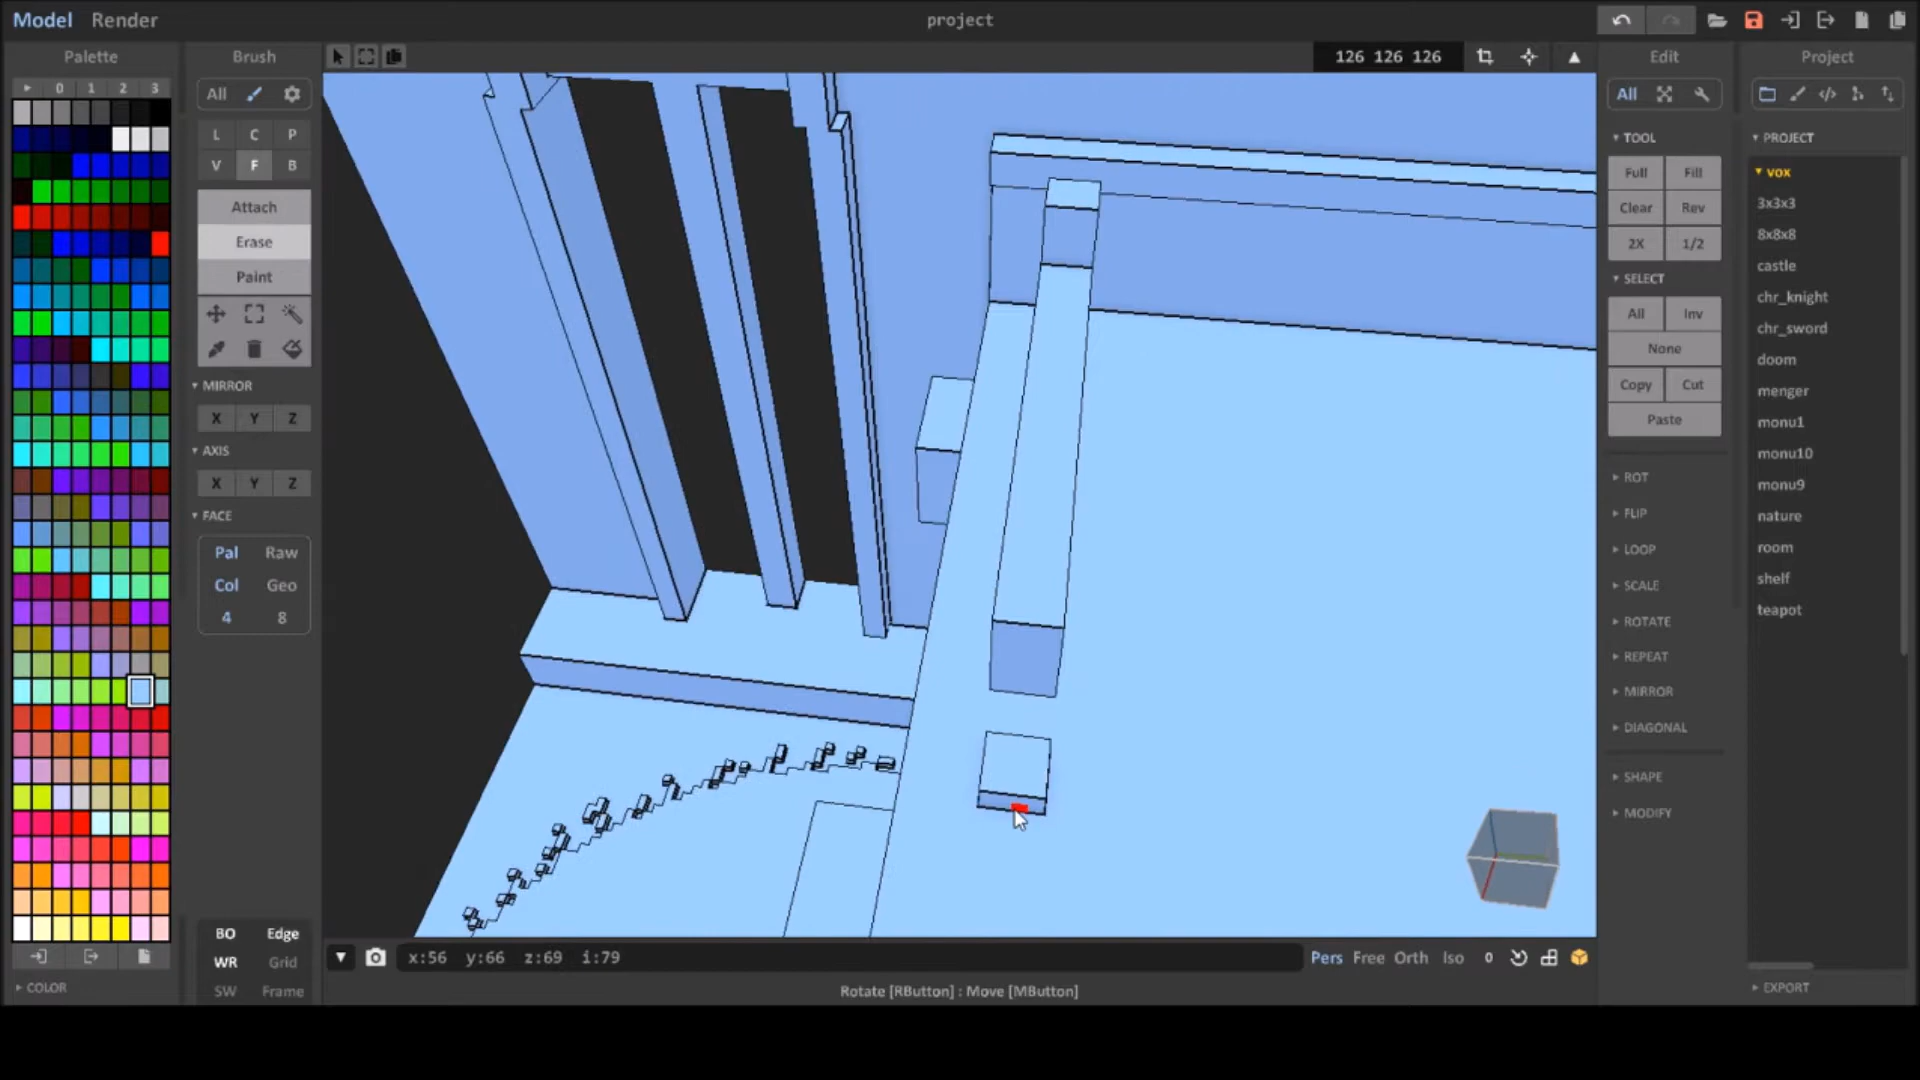 Model Render
project
Palette
Brush
126 126 126
Edit
Project
0 1 2 3
All
L C P
V F B
Attach
Erase
Paint
MIRROR
X Y Z
AXIS
X Y Z
FACE
Pal Raw
Col Geo
4 8
BO Edge
WR Grid
SW Frame
COLOR
x:56 y:66 z:69 i:79
Pers Free Orth Iso 0
Rotate [RButton] : Move [MButton]
All
TOOL
Full Fill
Clear Rev
2X 1/2
SELECT
All Inv
None
Copy Cut
Paste
ROT
FLIP
LOOP
SCALE
ROTATE
REPEAT
MIRROR
DIAGONAL
SHAPE
MODIFY
PROJECT
vox
3x3x3
8x8x8
castle
chr_knight
chr_sword
doom
menger
monu1
monu10
monu9
nature
room
shelf
teapot
EXPORT